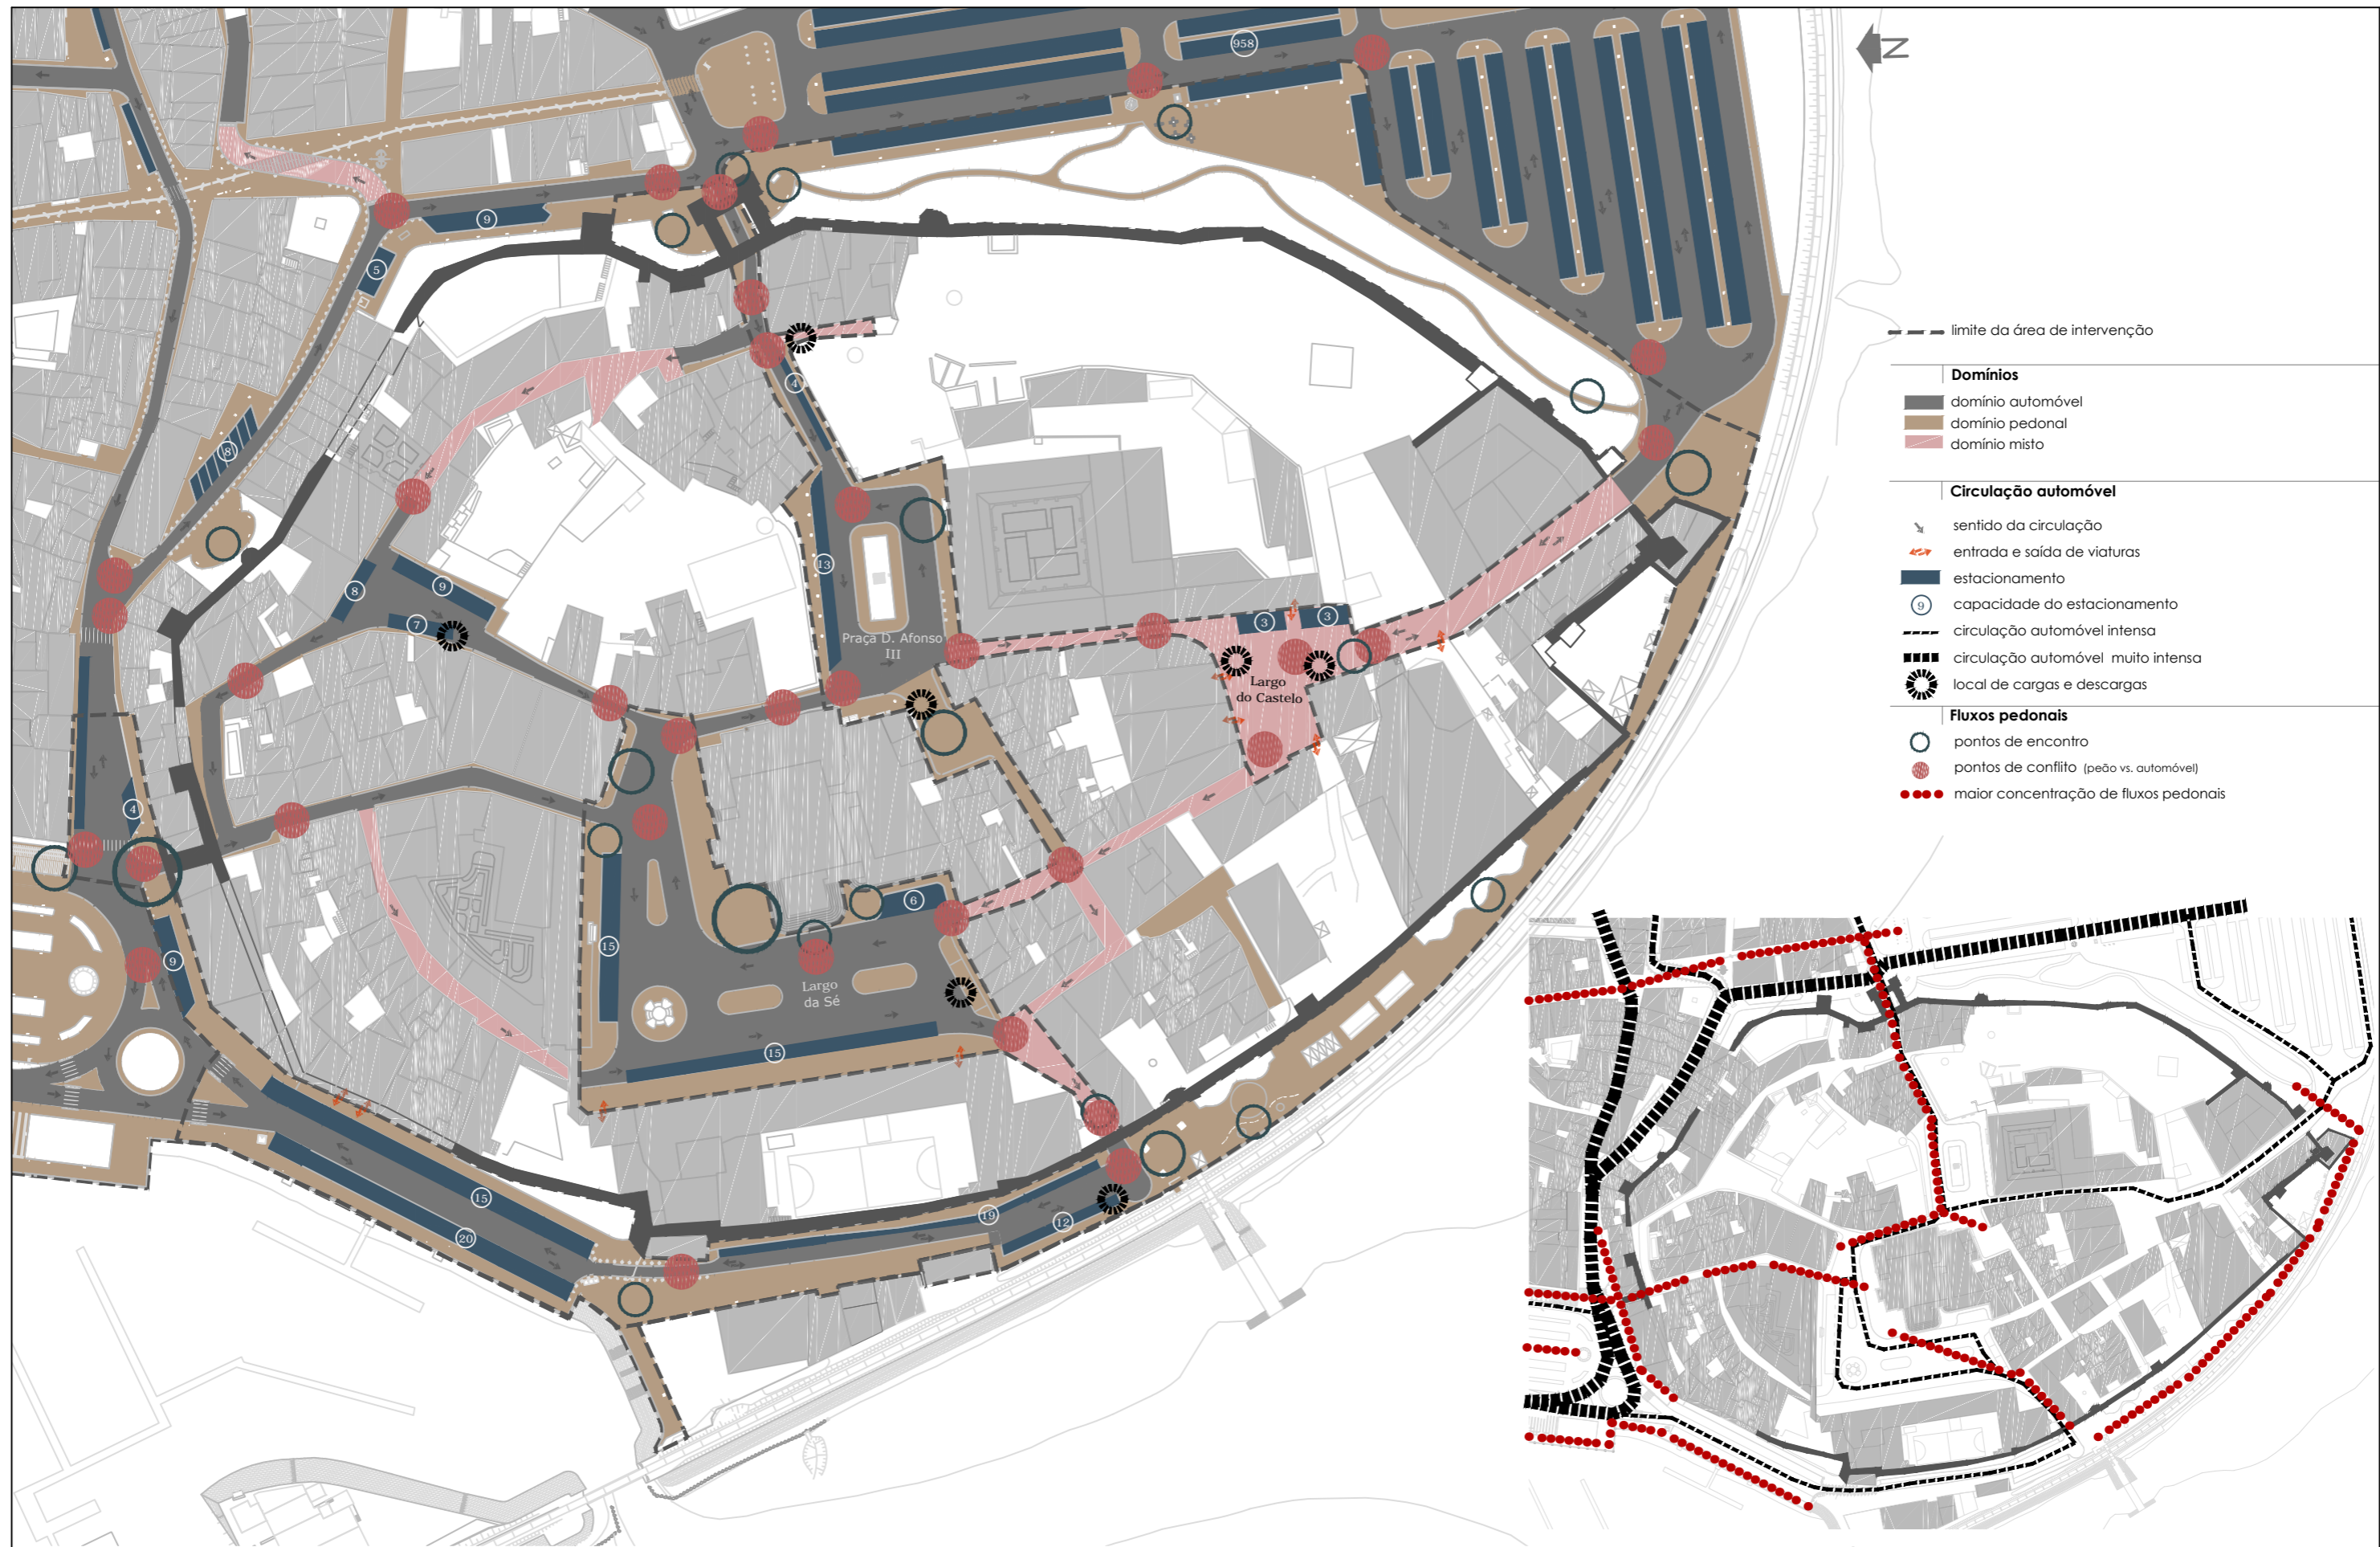 958
N
9
5
4
8
13
8
9
7
Praça D. Afonso
III
3
3
Largo
do Castelo
4
6
15
9
Largo
da Sé
15
15
19
12
20
limite da área de intervenção
Domínios
domínio automóvel
domínio pedonal
domínio misto
Circulação automóvel
sentido da circulação
entrada e saída de viaturas
estacionamento
9 capacidade do estacionamento
circulação automóvel intensa
circulação automóvel muito intensa
local de cargas e descargas
Fluxos pedonais
pontos de encontro
pontos de conflito (peão vs. automóvel)
maior concentração de fluxos pedonais